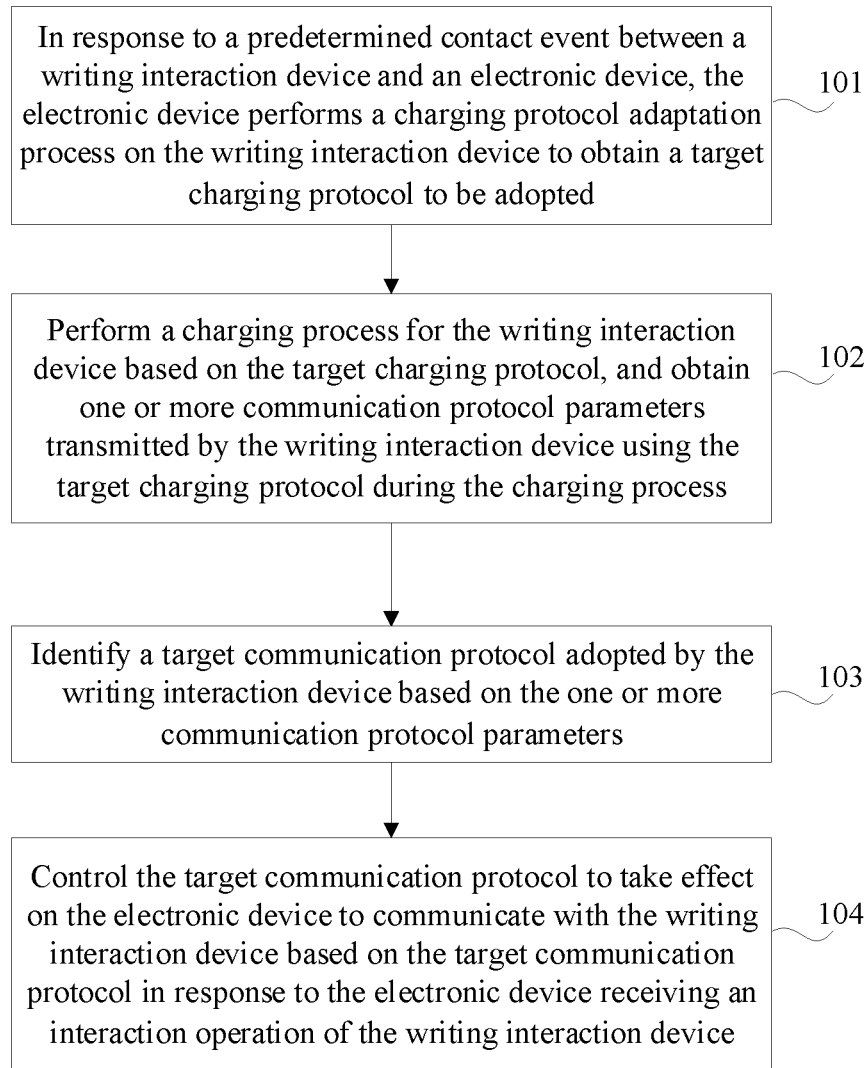 In response to a predetermined contact event between a
writing interaction device and an electronic device, the
electronic device performs a charging protocol adaptation
process on the writing interaction device to obtain a target
charging protocol to be adopted
101
Perform a charging process for the writing interaction
device based on the target charging protocol, and obtain
one or more communication protocol parameters
transmitted by the writing interaction device using the
target charging protocol during the charging process
102
Identify a target communication protocol adopted by the
writing interaction device based on the one or more
communication protocol parameters
103
Control the target communication protocol to take effect
on the electronic device to communicate with the writing
interaction device based on the target communication
protocol in response to the electronic device receiving an
interaction operation of the writing interaction device
104